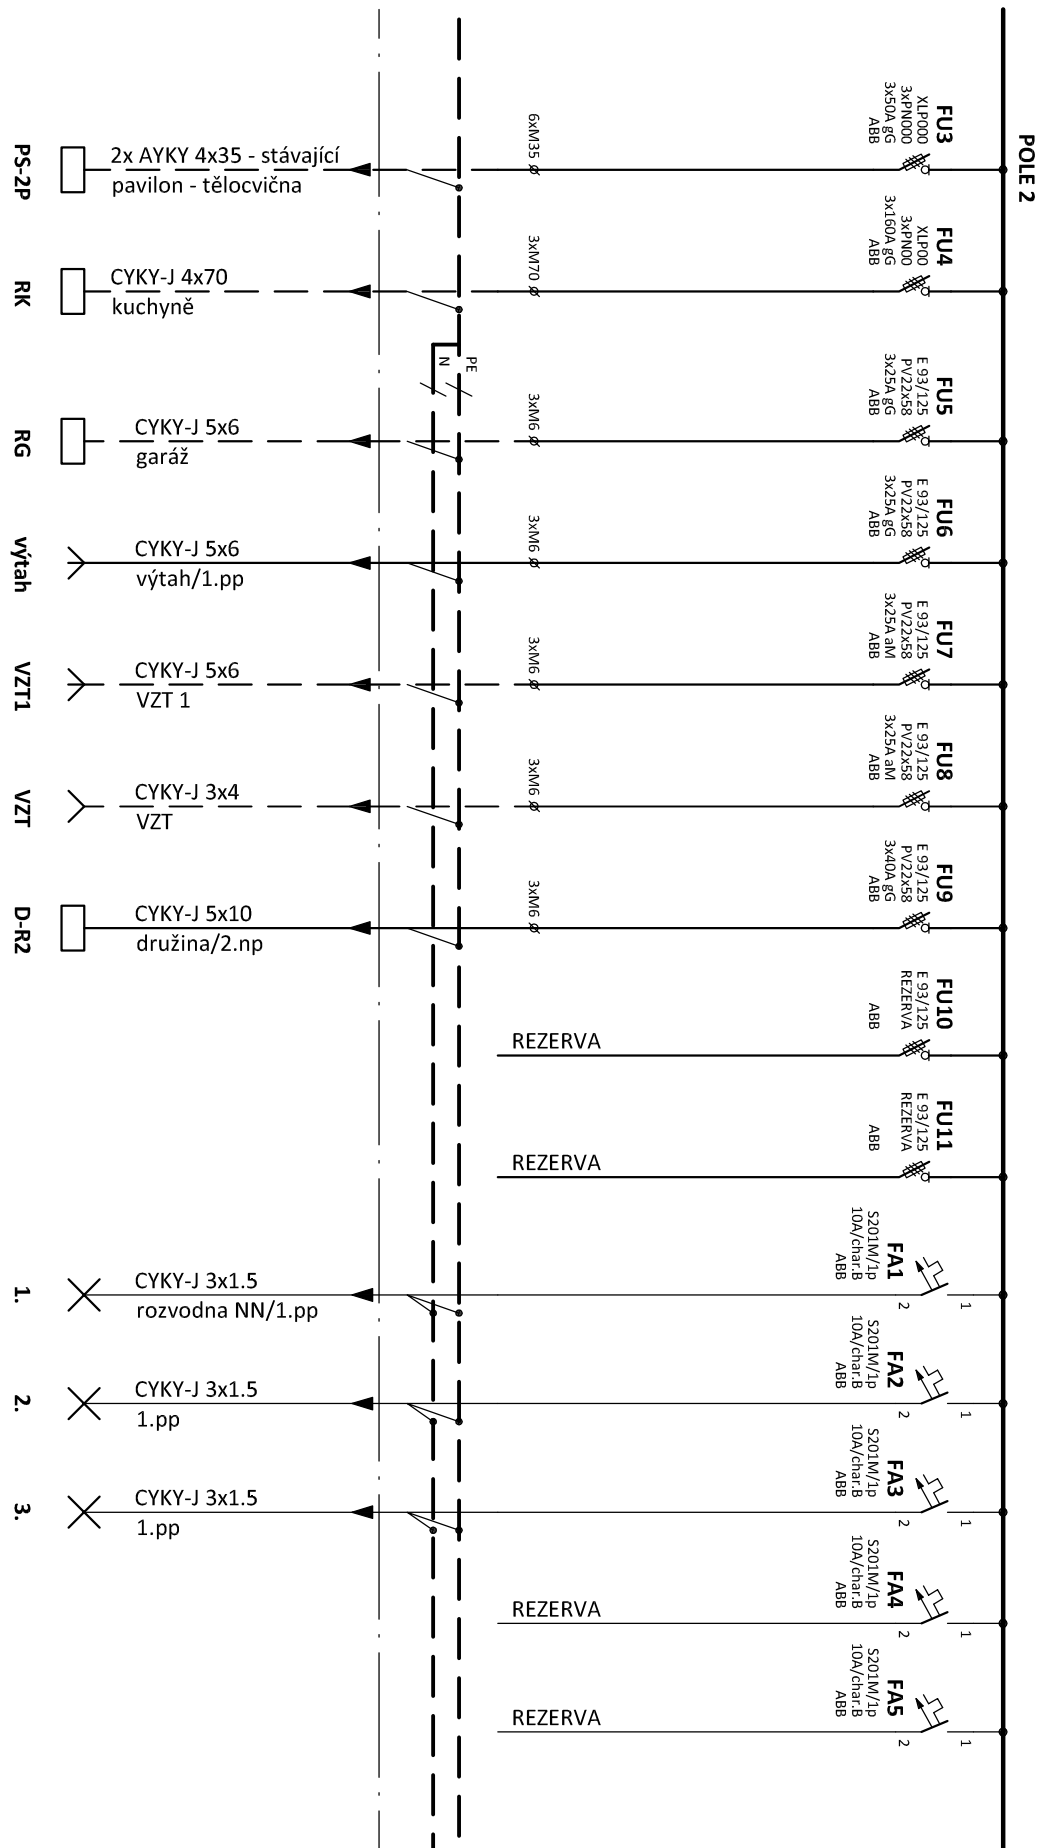 POLE 2
FU3
XLP000
3xPN000
3x50A gG
ABB
6xM35
2x AYKY 4x35 - stávající
pavilon - tělocvična
PS-2P
FU4
XLP00
3xPN00
3x160A gG
ABB
3xM70
CYKY-J 4x70
kuchyně
RK
PE
N
FU5
E 93/125
PV22x58
3x25A gG
ABB
3xM6
CYKY-J 5x6
garáž
RG
FU6
E 93/125
PV22x58
3x25A gG
ABB
3xM6
CYKY-J 5x6
výtah/1.pp
výtah
FU7
E 93/125
PV22x58
3x25A aM
ABB
3xM6
CYKY-J 5x6
VZT 1
VZT1
FU8
E 93/125
PV22x58
3x25A aM
ABB
3xM6
CYKY-J 3x4
VZT
VZT
FU9
E 93/125
PV22x58
3x40A gG
ABB
3xM6
CYKY-J 5x10
družina/2.np
D-R2
FU10
E 93/125
REZERVA
ABB
REZERVA
FU11
E 93/125
REZERVA
ABB
REZERVA
FA1
S201M/1p
10A/char.B
ABB
1
2
CYKY-J 3x1.5
rozvodna NN/1.pp
1.
FA2
S201M/1p
10A/char.B
ABB
1
2
CYKY-J 3x1.5
1.pp
2.
FA3
S201M/1p
10A/char.B
ABB
1
2
CYKY-J 3x1.5
1.pp
3.
FA4
S201M/1p
10A/char.B
ABB
1
2
REZERVA
FA5
S201M/1p
10A/char.B
ABB
1
2
REZERVA